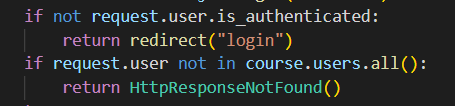 if not request.user.is_authenticated:
    return redirect("login")
if request.user not in course.users.all():
    return HttpResponseNotFound()